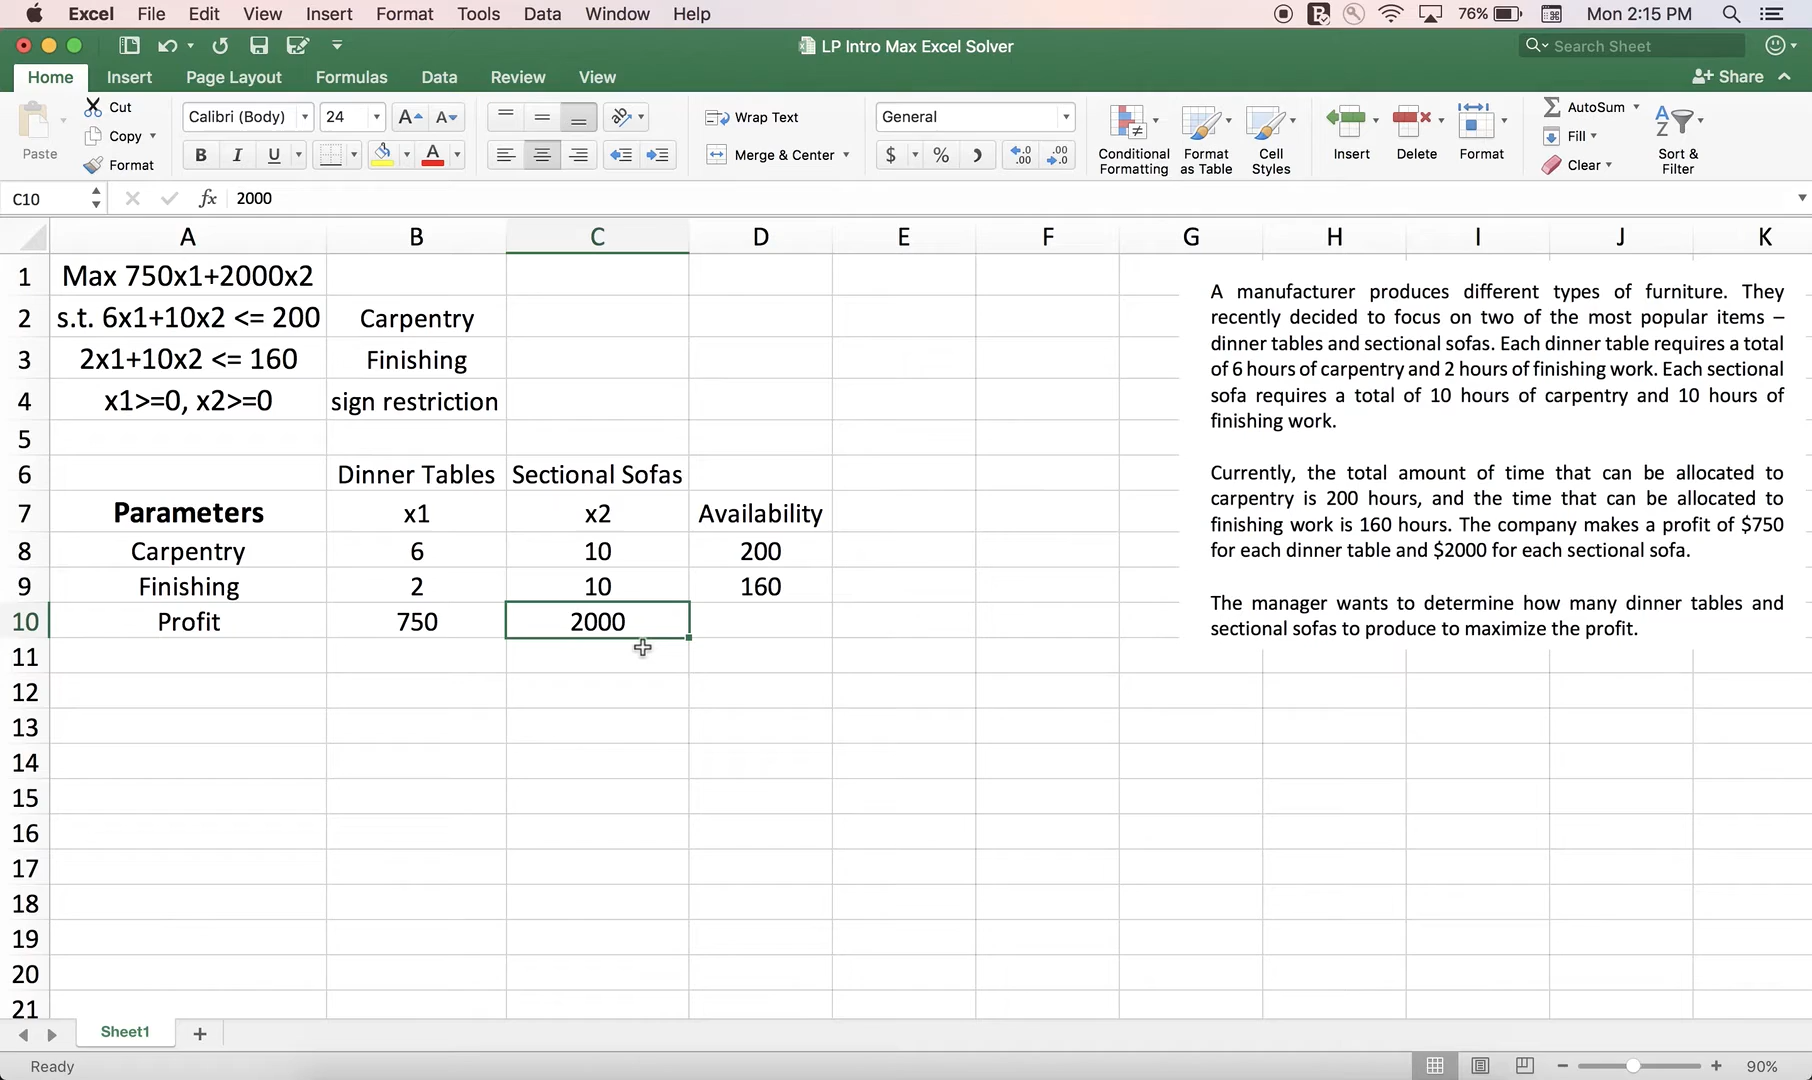 Excel File Edit View Insert Format Tools Data Window Help 76% Mon 2:15 PM
LP Intro Max Excel Solver
Search Sheet
Home Insert Page Layout Formulas Data Review View
Share
Paste
Cut
Copy
Format
Calibri (Body) 24
A A
B I U A
Wrap Text
Merge & Center
General
$ % )
.0 .00
.00 .0
Conditional Formatting
Format as Table
Cell Styles
Insert
Delete
Format
AutoSum
Fill
Clear
A Z
Sort & Filter
C10 fx 2000
A B C D E F G H I J K
1 Max 750x1+2000x2
2 s.t. 6x1+10x2 <= 200 Carpentry
3 2x1+10x2 <= 160 Finishing
4 x1>=0, x2>=0 sign restriction
5
6 Dinner Tables Sectional Sofas
7 Parameters x1 x2 Availability
8 Carpentry 6 10 200
9 Finishing 2 10 160
10 Profit 750 2000
11
12
13
14
15
16
17
18
19
20
21
A manufacturer produces different types of furniture. They
recently decided to focus on two of the most popular items –
dinner tables and sectional sofas. Each dinner table requires a total
of 6 hours of carpentry and 2 hours of finishing work. Each sectional
sofa requires a total of 10 hours of carpentry and 10 hours of
finishing work.
Currently, the total amount of time that can be allocated to
carpentry is 200 hours, and the time that can be allocated to
finishing work is 160 hours. The company makes a profit of $750
for each dinner table and $2000 for each sectional sofa.
The manager wants to determine how many dinner tables and
sectional sofas to produce to maximize the profit.
Sheet1 +
Ready
90%